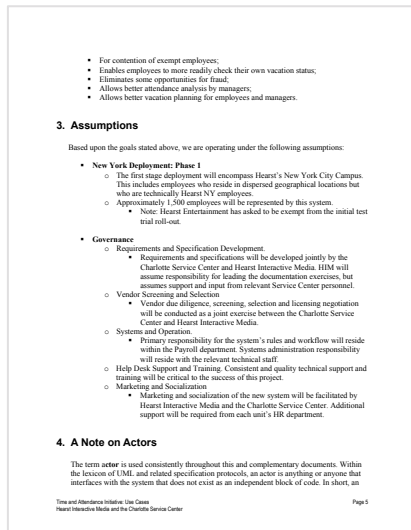 ▪ For contention of exempt employees;
▪ Enables employees to more readily check their own vacation status;
▪ Eliminates some opportunities for fraud;
▪ Allows better attendance analysis by managers;
▪ Allows better vacation planning for employees and managers.
3. Assumptions
Based upon the goals stated above, we are operating under the following assumptions:
▪ New York Deployment: Phase 1
o The first stage deployment will encompass Hearst's New York City Campus.
This includes employees who reside in dispersed geographical locations but
who are technically Hearst NY employees.
o Approximately 1,500 employees will be represented by this system.
▪ Note: Hearst Entertainment has asked to be exempt from the initial test
trial roll-out.
▪ Governance
o Requirements and Specification Development.
▪ Requirements and specifications will be developed jointly by the
Charlotte Service Center and Hearst Interactive Media. HIM will
assume responsibility for leading the documentation exercises, but
assumes support and input from relevant Service Center personnel.
o Vendor Screening and Selection
▪ Vendor due diligence, screening, selection and licensing negotiation
will be conducted as a joint exercise between the Charlotte Service
Center and Hearst Interactive Media.
o Systems and Operation.
▪ Primary responsibility for the system's rules and workflow will reside
within the Payroll department. Systems administration responsibility
will reside with the relevant technical staff.
o Help Desk Support and Training. Consistent and quality technical support and
training will be critical to the success of this project.
o Marketing and Socialization
▪ Marketing and socialization of the new system will be facilitated by
Hearst Interactive Media and the Charlotte Service Center. Additional
support will be required from each unit's HR department.
4. A Note on Actors
The term actor is used consistently throughout this and complementary documents. Within
the lexicon of UML and related specification protocols, an actor is anything or anyone that
interfaces with the system that does not exist as an independent block of code. In short, an
Time and Attendance Initiative: Use Cases Page 5
Hearst Interactive Media and the Charlotte Service Center